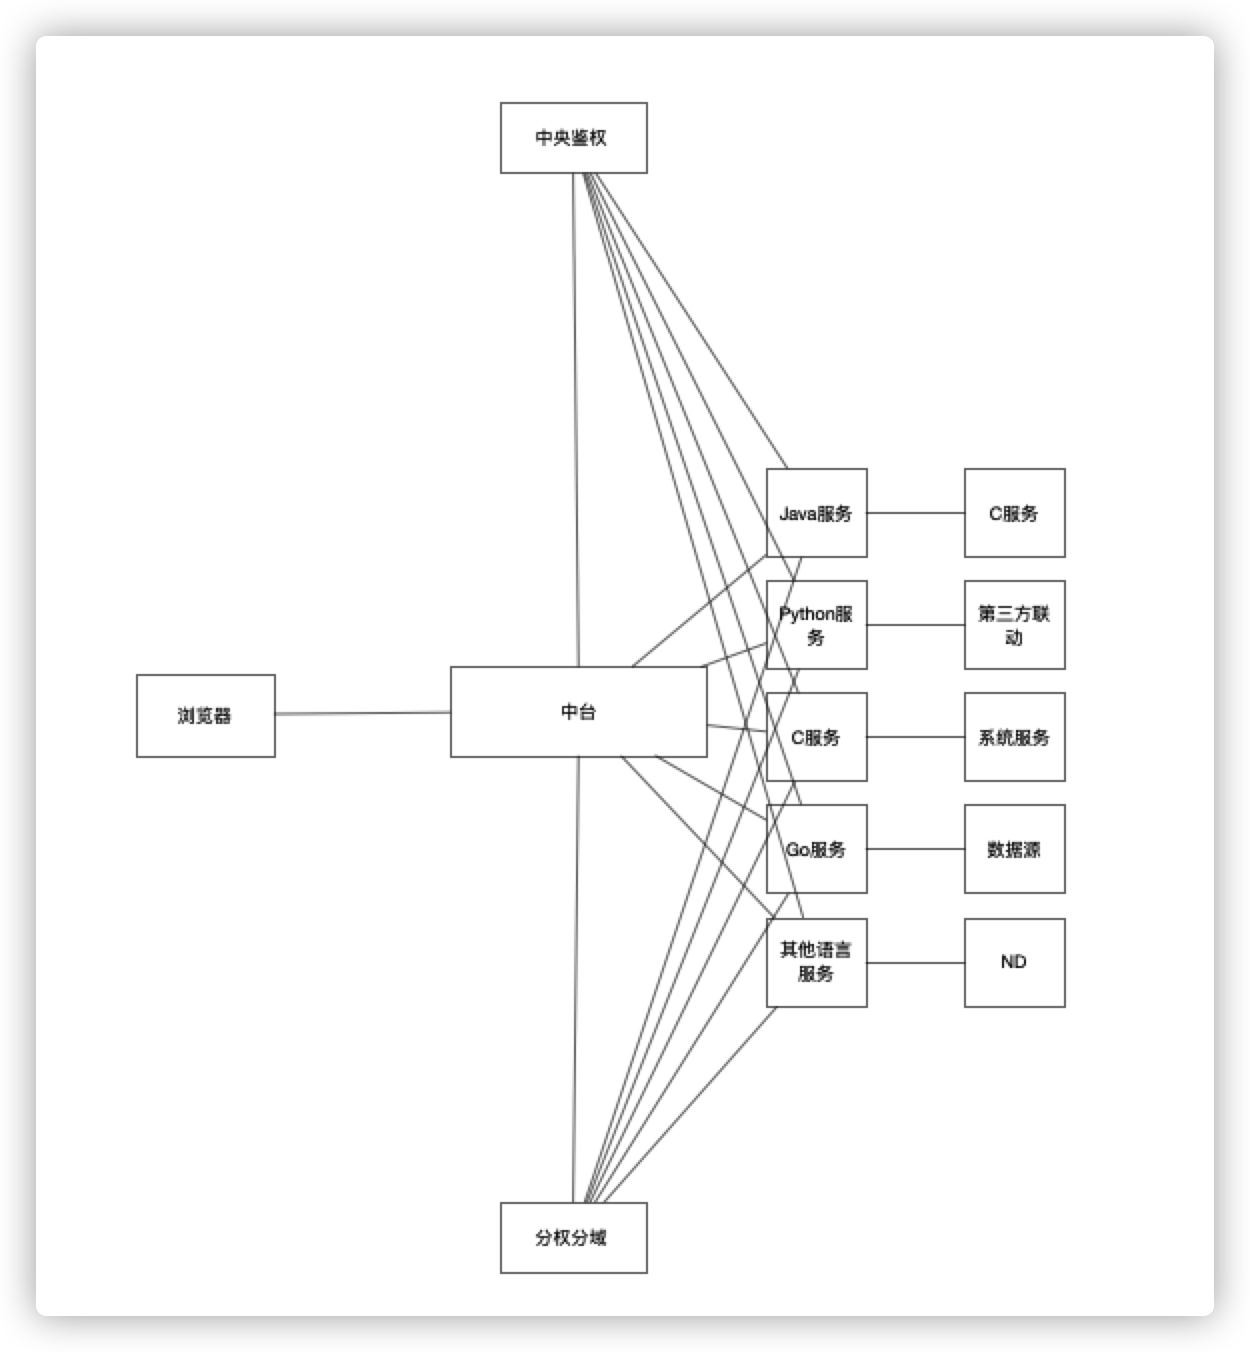 中央鉴权
Java服务
C服务
Python服
务
第三方联
动
浏览器
中台
C服务
系统服务
Go服务
数据源
其他语言
服务
ND
分权分域